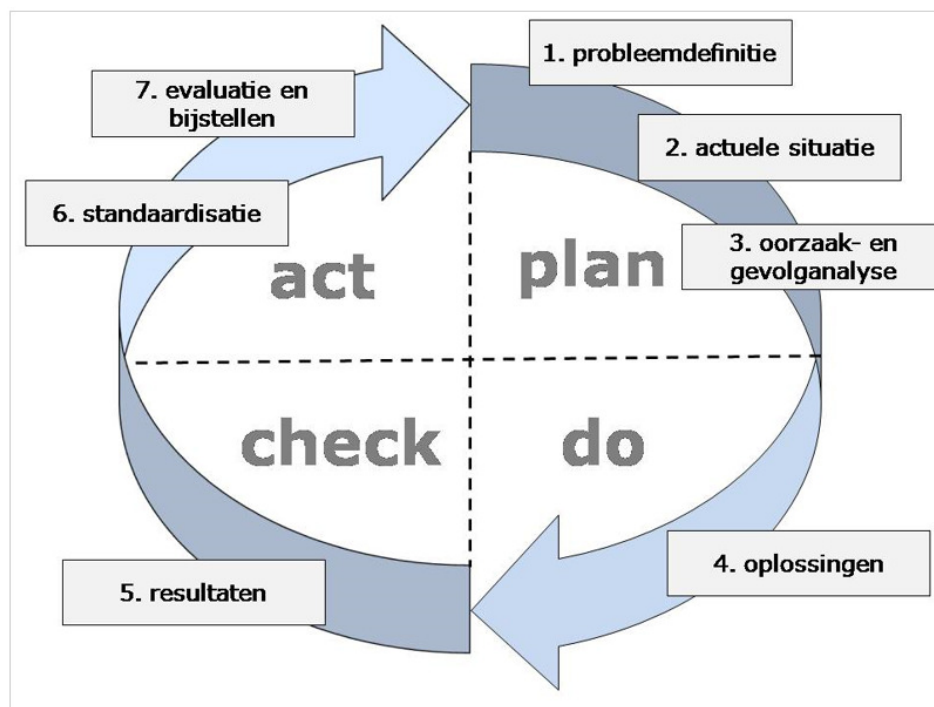 1. probleemdefinitie
2. actuele situatie
3. oorzaak- en
gevolganalyse
4. oplossingen
5. resultaten
6. standaardisatie
7. evaluatie en
bijstellen
act
plan
check
do